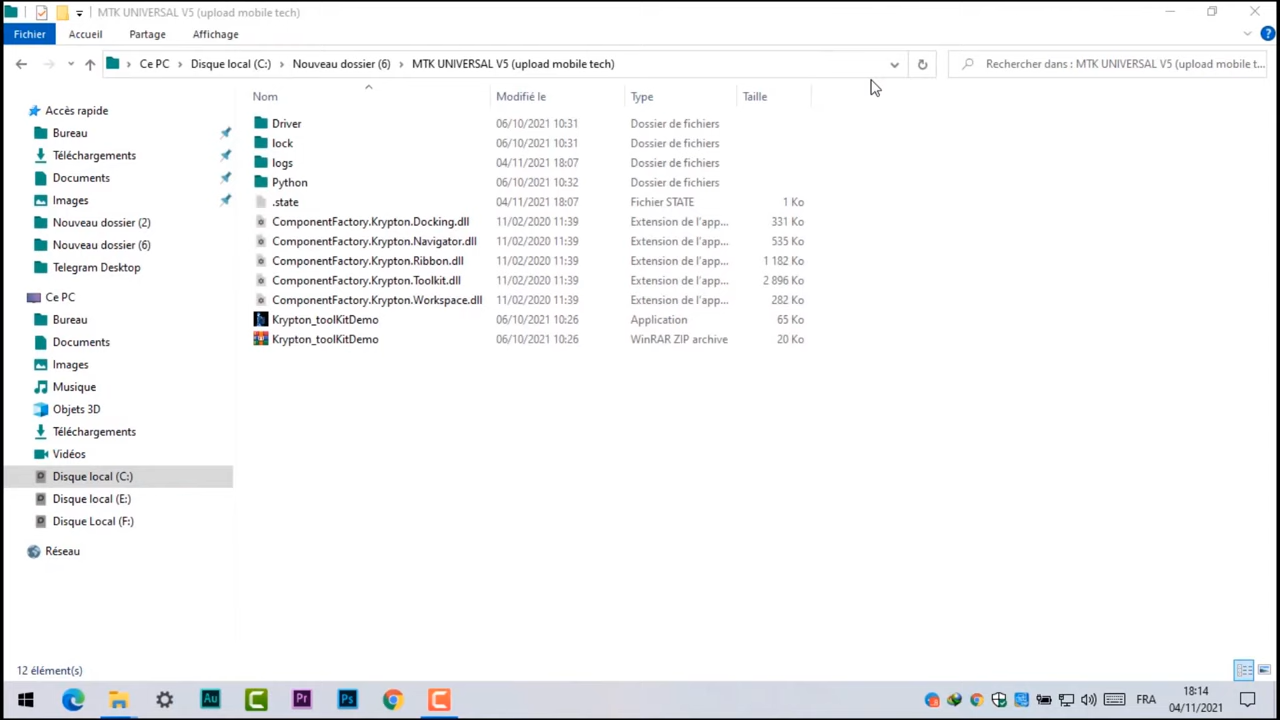 MTK UNIVERSAL V5 (upload mobile tech)
Fichier Accueil Partage Affichage
Ce PC Disque local (C:) Nouveau dossier (6) MTK UNIVERSAL V5 (upload mobile tech) Rechercher dans : MTK UNIVERSAL V5 (upload mobile t...
Accès rapide
Bureau
Téléchargements
Documents
Images
Nouveau dossier (2)
Nouveau dossier (6)
Telegram Desktop
Ce PC
Bureau
Documents
Images
Musique
Objets 3D
Téléchargements
Vidéos
Disque local (C:)
Disque local (E:)
Disque Local (F:)
Réseau
Nom Modifié le Type Taille
Driver 06/10/2021 10:31 Dossier de fichiers
lock 06/10/2021 10:31 Dossier de fichiers
logs 04/11/2021 18:07 Dossier de fichiers
Python 06/10/2021 10:32 Dossier de fichiers
.state 04/11/2021 18:07 Fichier STATE 1 Ko
ComponentFactory.Krypton.Docking.dll 11/02/2020 11:39 Extension de l'app... 331 Ko
ComponentFactory.Krypton.Navigator.dll 11/02/2020 11:39 Extension de l'app... 535 Ko
ComponentFactory.Krypton.Ribbon.dll 11/02/2020 11:39 Extension de l'app... 1 182 Ko
ComponentFactory.Krypton.Toolkit.dll 11/02/2020 11:39 Extension de l'app... 2 896 Ko
ComponentFactory.Krypton.Workspace.dll 11/02/2020 11:39 Extension de l'app... 282 Ko
Krypton_toolKitDemo 06/10/2021 10:26 Application 65 Ko
Krypton_toolKitDemo 06/10/2021 10:26 WinRAR ZIP archive 20 Ko
12 élément(s)
Au Pr Ps FRA 18:14
04/11/2021